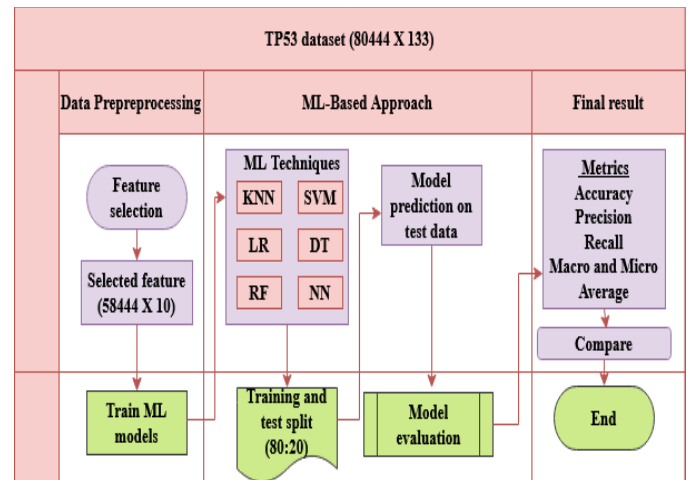 TP53 dataset (80444 X 133)
Data Prepreprocessing
ML-Based Approach
Final result
Feature
selection
Selected feature
(58444 X 10)
Train ML
models
ML Techniques
KNN
SVM
LR
DT
RF
NN
Training and
test split
(80:20)
Model
prediction on
test data
Model
evaluation
Metrics
Accuracy
Precision
Recall
Macro and Micro
Average
Compare
End